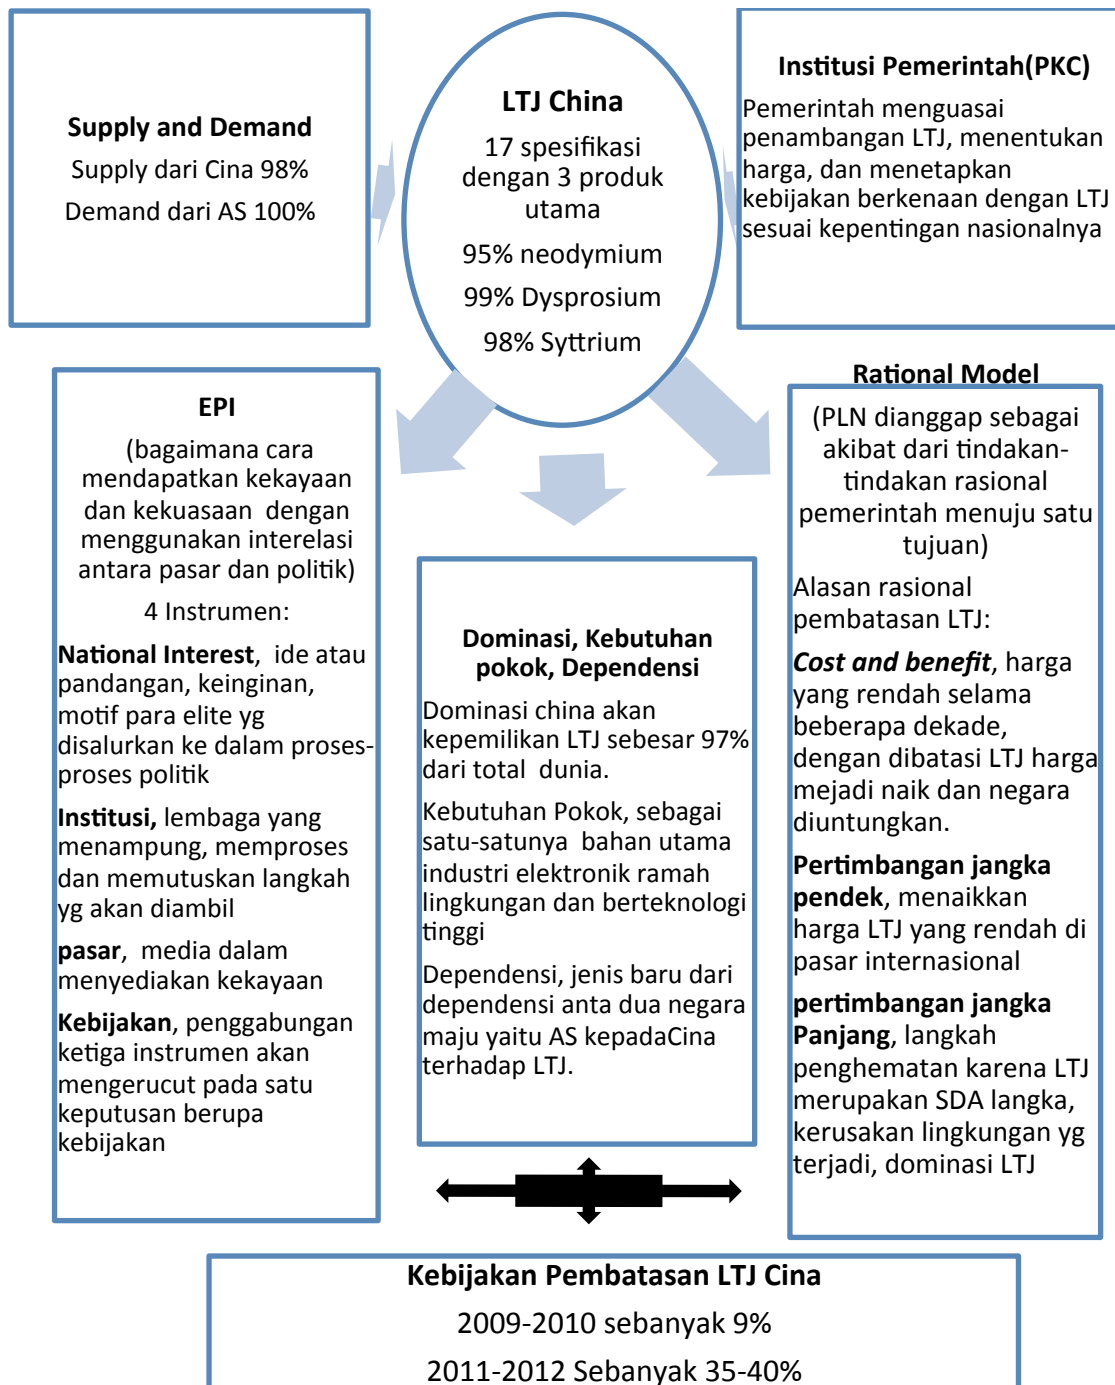 Supply and Demand
Supply dari Cina 98%
Demand dari AS 100%
LTJ China
17 spesifikasi
dengan 3 produk
utama
95% neodymium
99% Dysprosium
98% Syttrium
Institusi Pemerintah(PKC)
Pemerintah menguasai
penambangan LTJ, menentukan
harga, dan menetapkan
kebijakan berkenaan dengan LTJ
sesuai kepentingan nasionalnya
EPI
(bagaimana cara
mendapatkan kekayaan
dan kekuasaan dengan
menggunakan interelasi
antara pasar dan politik)
4 Instrumen:
National Interest, ide atau
pandangan, keinginan,
motif para elite yg
disalurkan ke dalam proses-
proses politik
Institusi, lembaga yang
menampung, memproses
dan memutuskan langkah
yg akan diambil
pasar, media dalam
menyediakan kekayaan
Kebijakan, penggabungan
ketiga instrumen akan
mengerucut pada satu
keputusan berupa
kebijakan
Dominasi, Kebutuhan
pokok, Dependensi
Dominasi china akan
kepemilikan LTJ sebesar 97%
dari total dunia.
Kebutuhan Pokok, sebagai
satu-satunya bahan utama
industri elektronik ramah
lingkungan dan berteknologi
tinggi
Dependensi, jenis baru dari
dependensi anta dua negara
maju yaitu AS kepadaCina
terhadap LTJ.
Rational Model
(PLN dianggap sebagai
akibat dari tindakan-
tindakan rasional
pemerintah menuju satu
tujuan)
Alasan rasional
pembatasan LTJ:
Cost and benefit, harga
yang rendah selama
beberapa dekade,
dengan dibatasi LTJ harga
mejadi naik dan negara
diuntungkan.
Pertimbangan jangka
pendek, menaikkan
harga LTJ yang rendah di
pasar internasional
pertimbangan jangka
Panjang, langkah
penghematan karena LTJ
merupakan SDA langka,
kerusakan lingkungan yg
terjadi, dominasi LTJ
Kebijakan Pembatasan LTJ Cina
2009-2010 sebanyak 9%
2011-2012 Sebanyak 35-40%